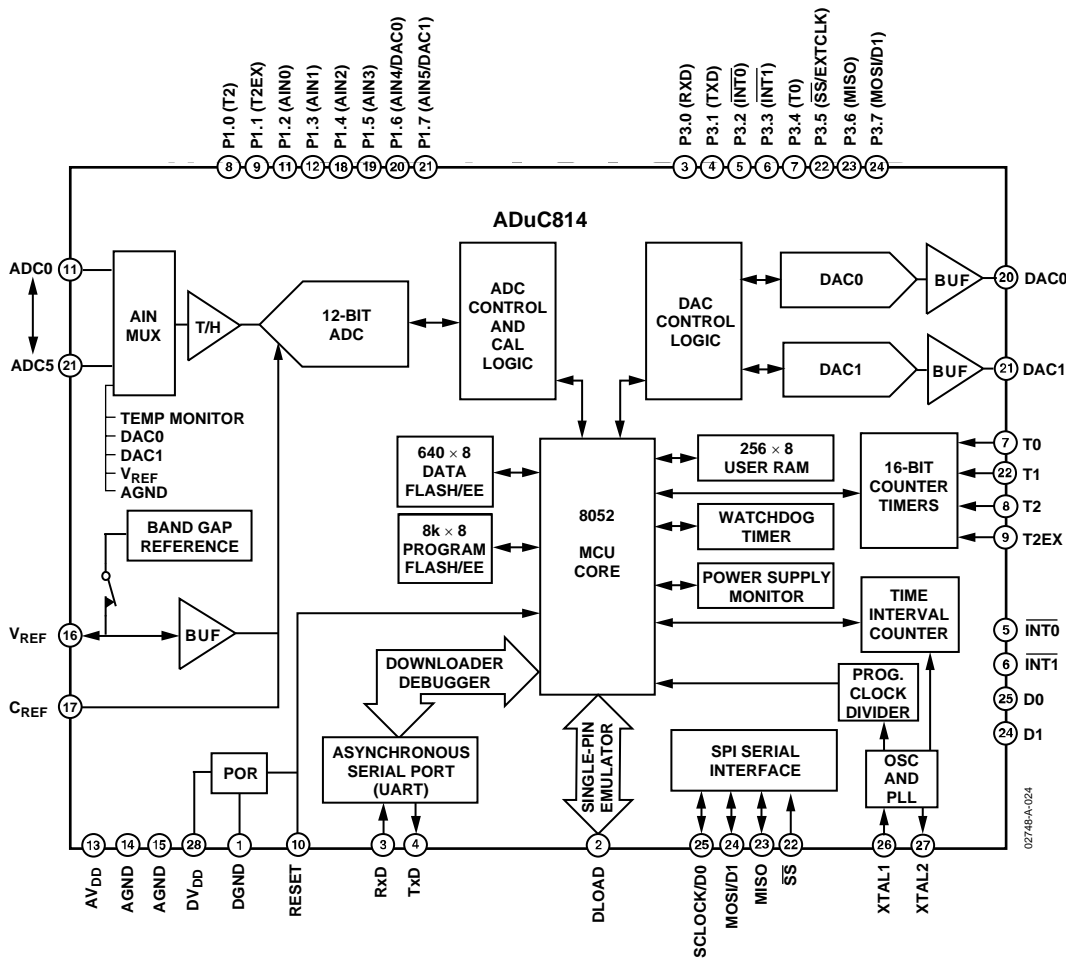 P1.0 (T2)
P1.1 (T2EX)
P1.2 (AIN0)
P1.3 (AIN1)
P1.4 (AIN2)
P1.5 (AIN3)
P1.6 (AIN4/DAC0)
P1.7 (AIN5/DAC1)
P3.0 (RXD)
P3.1 (TXD)
P3.2 (INT0)
P3.3 (INT1)
P3.4 (T0)
P3.5 (SS/EXTCLK)
P3.6 (MISO)
P3.7 (MOSI/D1)
8 9 11 12 18 19 20 21
3 4 5 6 7 22 23 24
ADuC814
ADC0 11
ADC5 21
AIN
MUX
T/H
12-BIT
ADC
ADC
CONTROL
AND
CAL
LOGIC
DAC
CONTROL
LOGIC
DAC0
BUF
20 DAC0
DAC1
BUF
21 DAC1
TEMP MONITOR
DAC0
DAC1
VREF
AGND
BAND GAP
REFERENCE
VREF 16
BUF
CREF 17
640 × 8
DATA
FLASH/EE
8k × 8
PROGRAM
FLASH/EE
8052
MCU
CORE
256 × 8
USER RAM
WATCHDOG
TIMER
POWER SUPPLY
MONITOR
16-BIT
COUNTER
TIMERS
7 T0
22 T1
8 T2
9 T2EX
TIME
INTERVAL
COUNTER
5 INT0
6 INT1
25 D0
24 D1
PROG.
CLOCK
DIVIDER
DOWNLOADER
DEBUGGER
ASYNCHRONOUS
SERIAL PORT
(UART)
POR
SINGLE-PIN
EMULATOR
SPI SERIAL
INTERFACE
OSC
AND
PLL
02748-A-024
13 14 15 28 1 10 3 4 2 25 24 23 22 26 27
AVDD
AGND
AGND
DVDD
DGND
RESET
RxD
TxD
DLOAD
SCLOCK/D0
MOSI/D1
MISO
SS
XTAL1
XTAL2